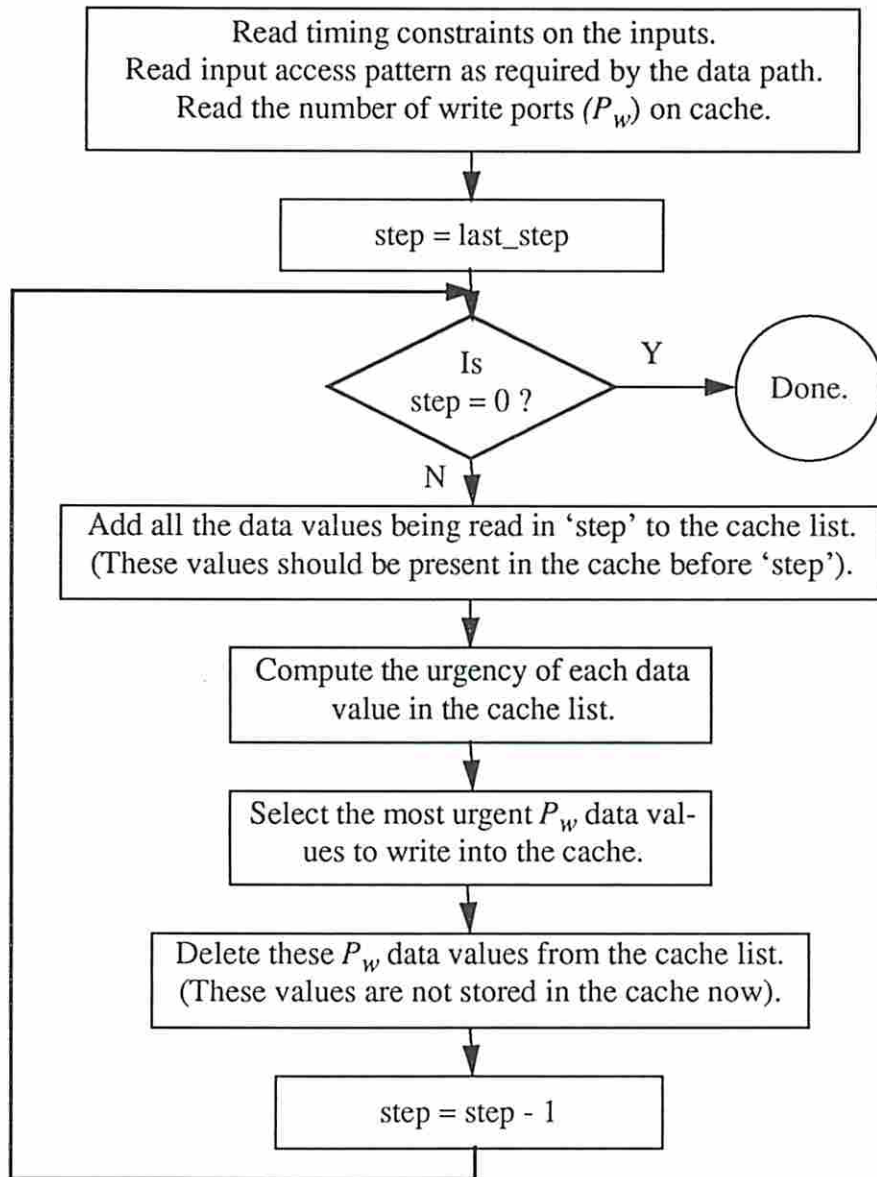 Read timing constraints on the inputs.
Read input access pattern as required by the data path.
Read the number of write ports (P_w) on cache.
step = last_step
Is
step = 0 ?
Y
Done.
N
Add all the data values being read in ‘step’ to the cache list.
(These values should be present in the cache before ‘step’).
Compute the urgency of each data
value in the cache list.
Select the most urgent P_w data val-
ues to write into the cache.
Delete these P_w data values from the cache list.
(These values are not stored in the cache now).
step = step - 1